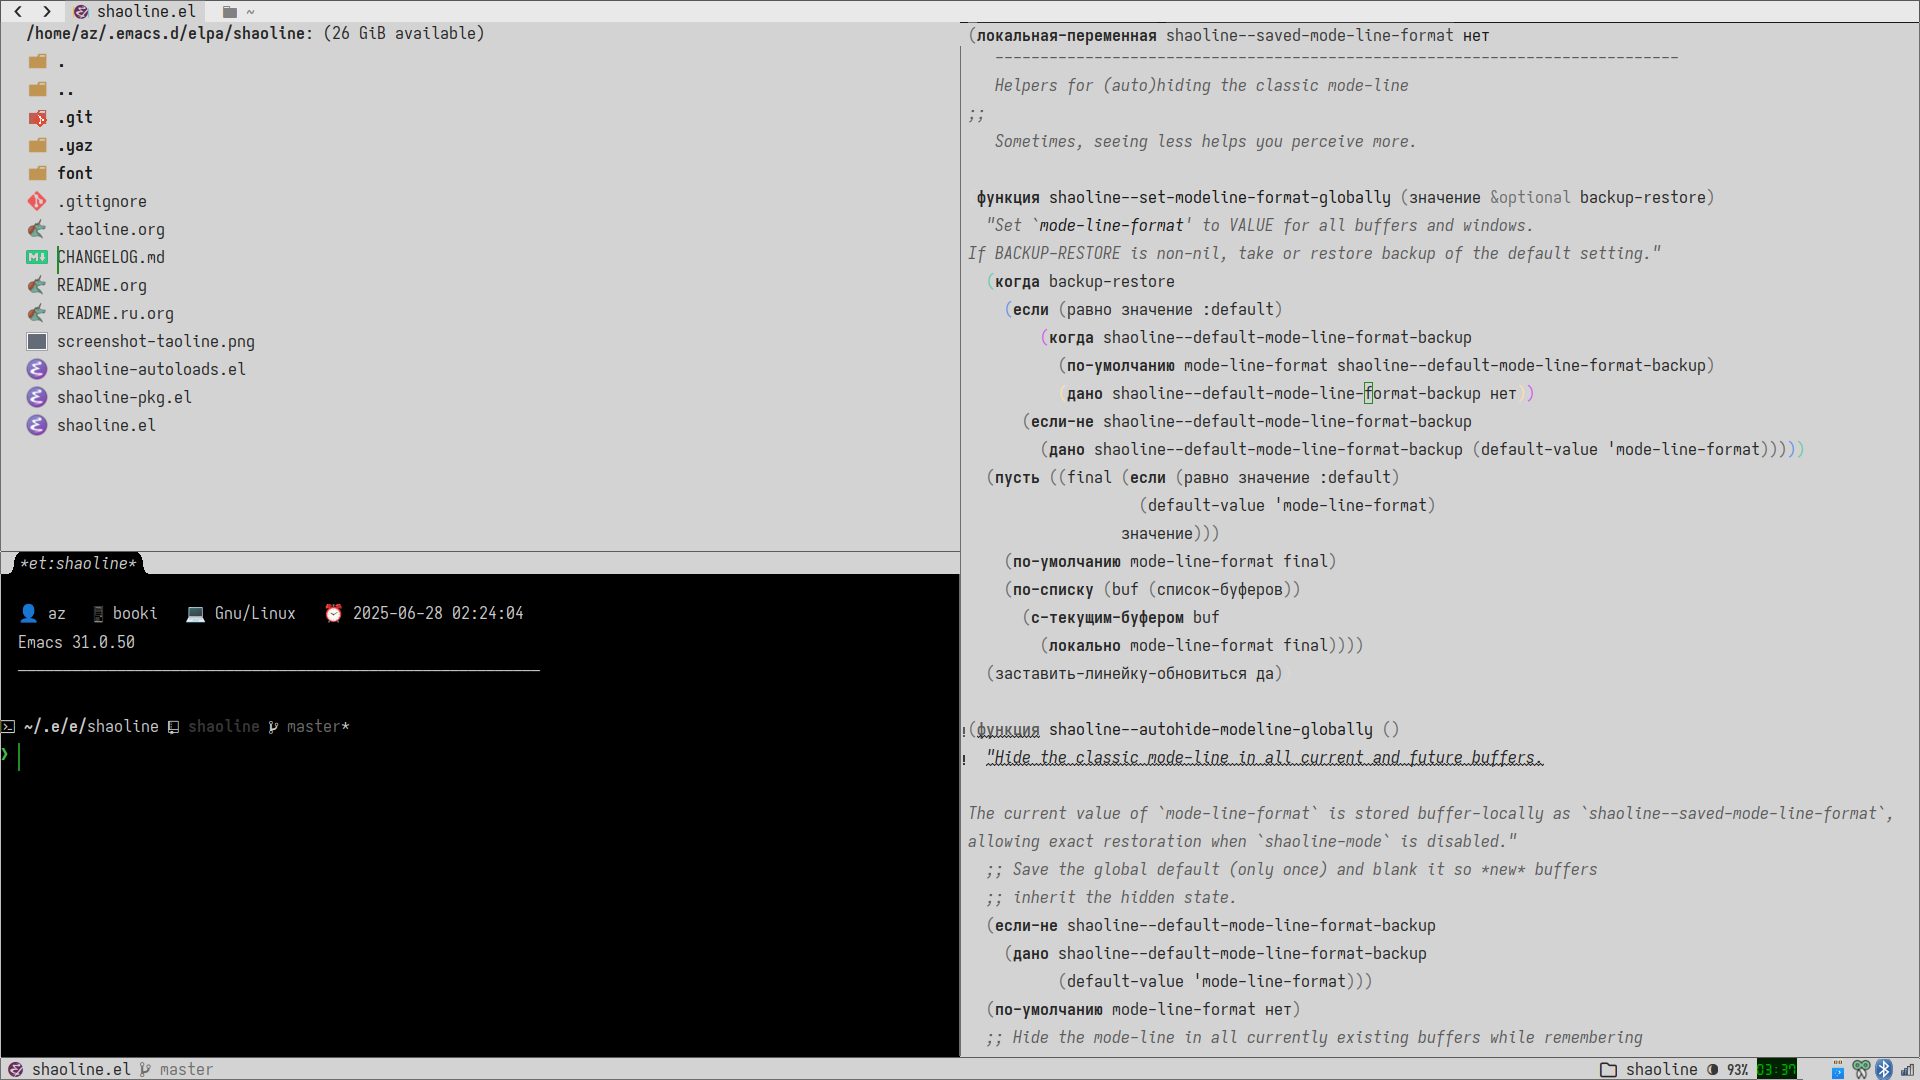 shaoline.el ~
/home/az/.emacs.d/elpa/shaoline: (26 GiB available)
.
..
.git
.yaz
font
.gitignore
.taoline.org
CHANGELOG.md
README.org
README.ru.org
screenshot-taoline.png
shaoline-autoloads.el
shaoline-pkg.el
shaoline.el
*et:shaoline*
az booki Gnu/Linux 2025-06-28 02:24:04
Emacs 31.0.50
~/.e/e/shaoline shaoline master*
❯
(локальная-переменная shaoline--saved-mode-line-format нет
----------------------------------------------------------------------------
Helpers for (auto)hiding the classic mode-line
;;
Sometimes, seeing less helps you perceive more.
функция shaoline--set-modeline-format-globally (значение &optional backup-restore)
"Set `mode-line-format' to VALUE for all buffers and windows.
If BACKUP-RESTORE is non-nil, take or restore backup of the default setting."
(когда backup-restore
(если (равно значение :default)
(когда shaoline--default-mode-line-format-backup
(по-умолчанию mode-line-format shaoline--default-mode-line-format-backup)
(дано shaoline--default-mode-line-format-backup нет))
(если-не shaoline--default-mode-line-format-backup
(дано shaoline--default-mode-line-format-backup (default-value 'mode-line-format)))))
(пусть ((final (если (равно значение :default)
(default-value 'mode-line-format)
значение)))
(по-умолчанию mode-line-format final)
(по-списку (buf (список-буферов))
(с-текущим-буфером buf
(локально mode-line-format final))))
(заставить-линейку-обновиться да)
!(функция shaoline--autohide-modeline-globally ()
! "Hide the classic mode-line in all current and future buffers.
The current value of `mode-line-format` is stored buffer-locally as `shaoline--saved-mode-line-format`,
allowing exact restoration when `shaoline-mode` is disabled."
;; Save the global default (only once) and blank it so *new* buffers
;; inherit the hidden state.
(если-не shaoline--default-mode-line-format-backup
(дано shaoline--default-mode-line-format-backup
(default-value 'mode-line-format)))
(по-умолчанию mode-line-format нет)
;; Hide the mode-line in all currently existing buffers while remembering
shaoline.el master
shaoline 93% 03:37